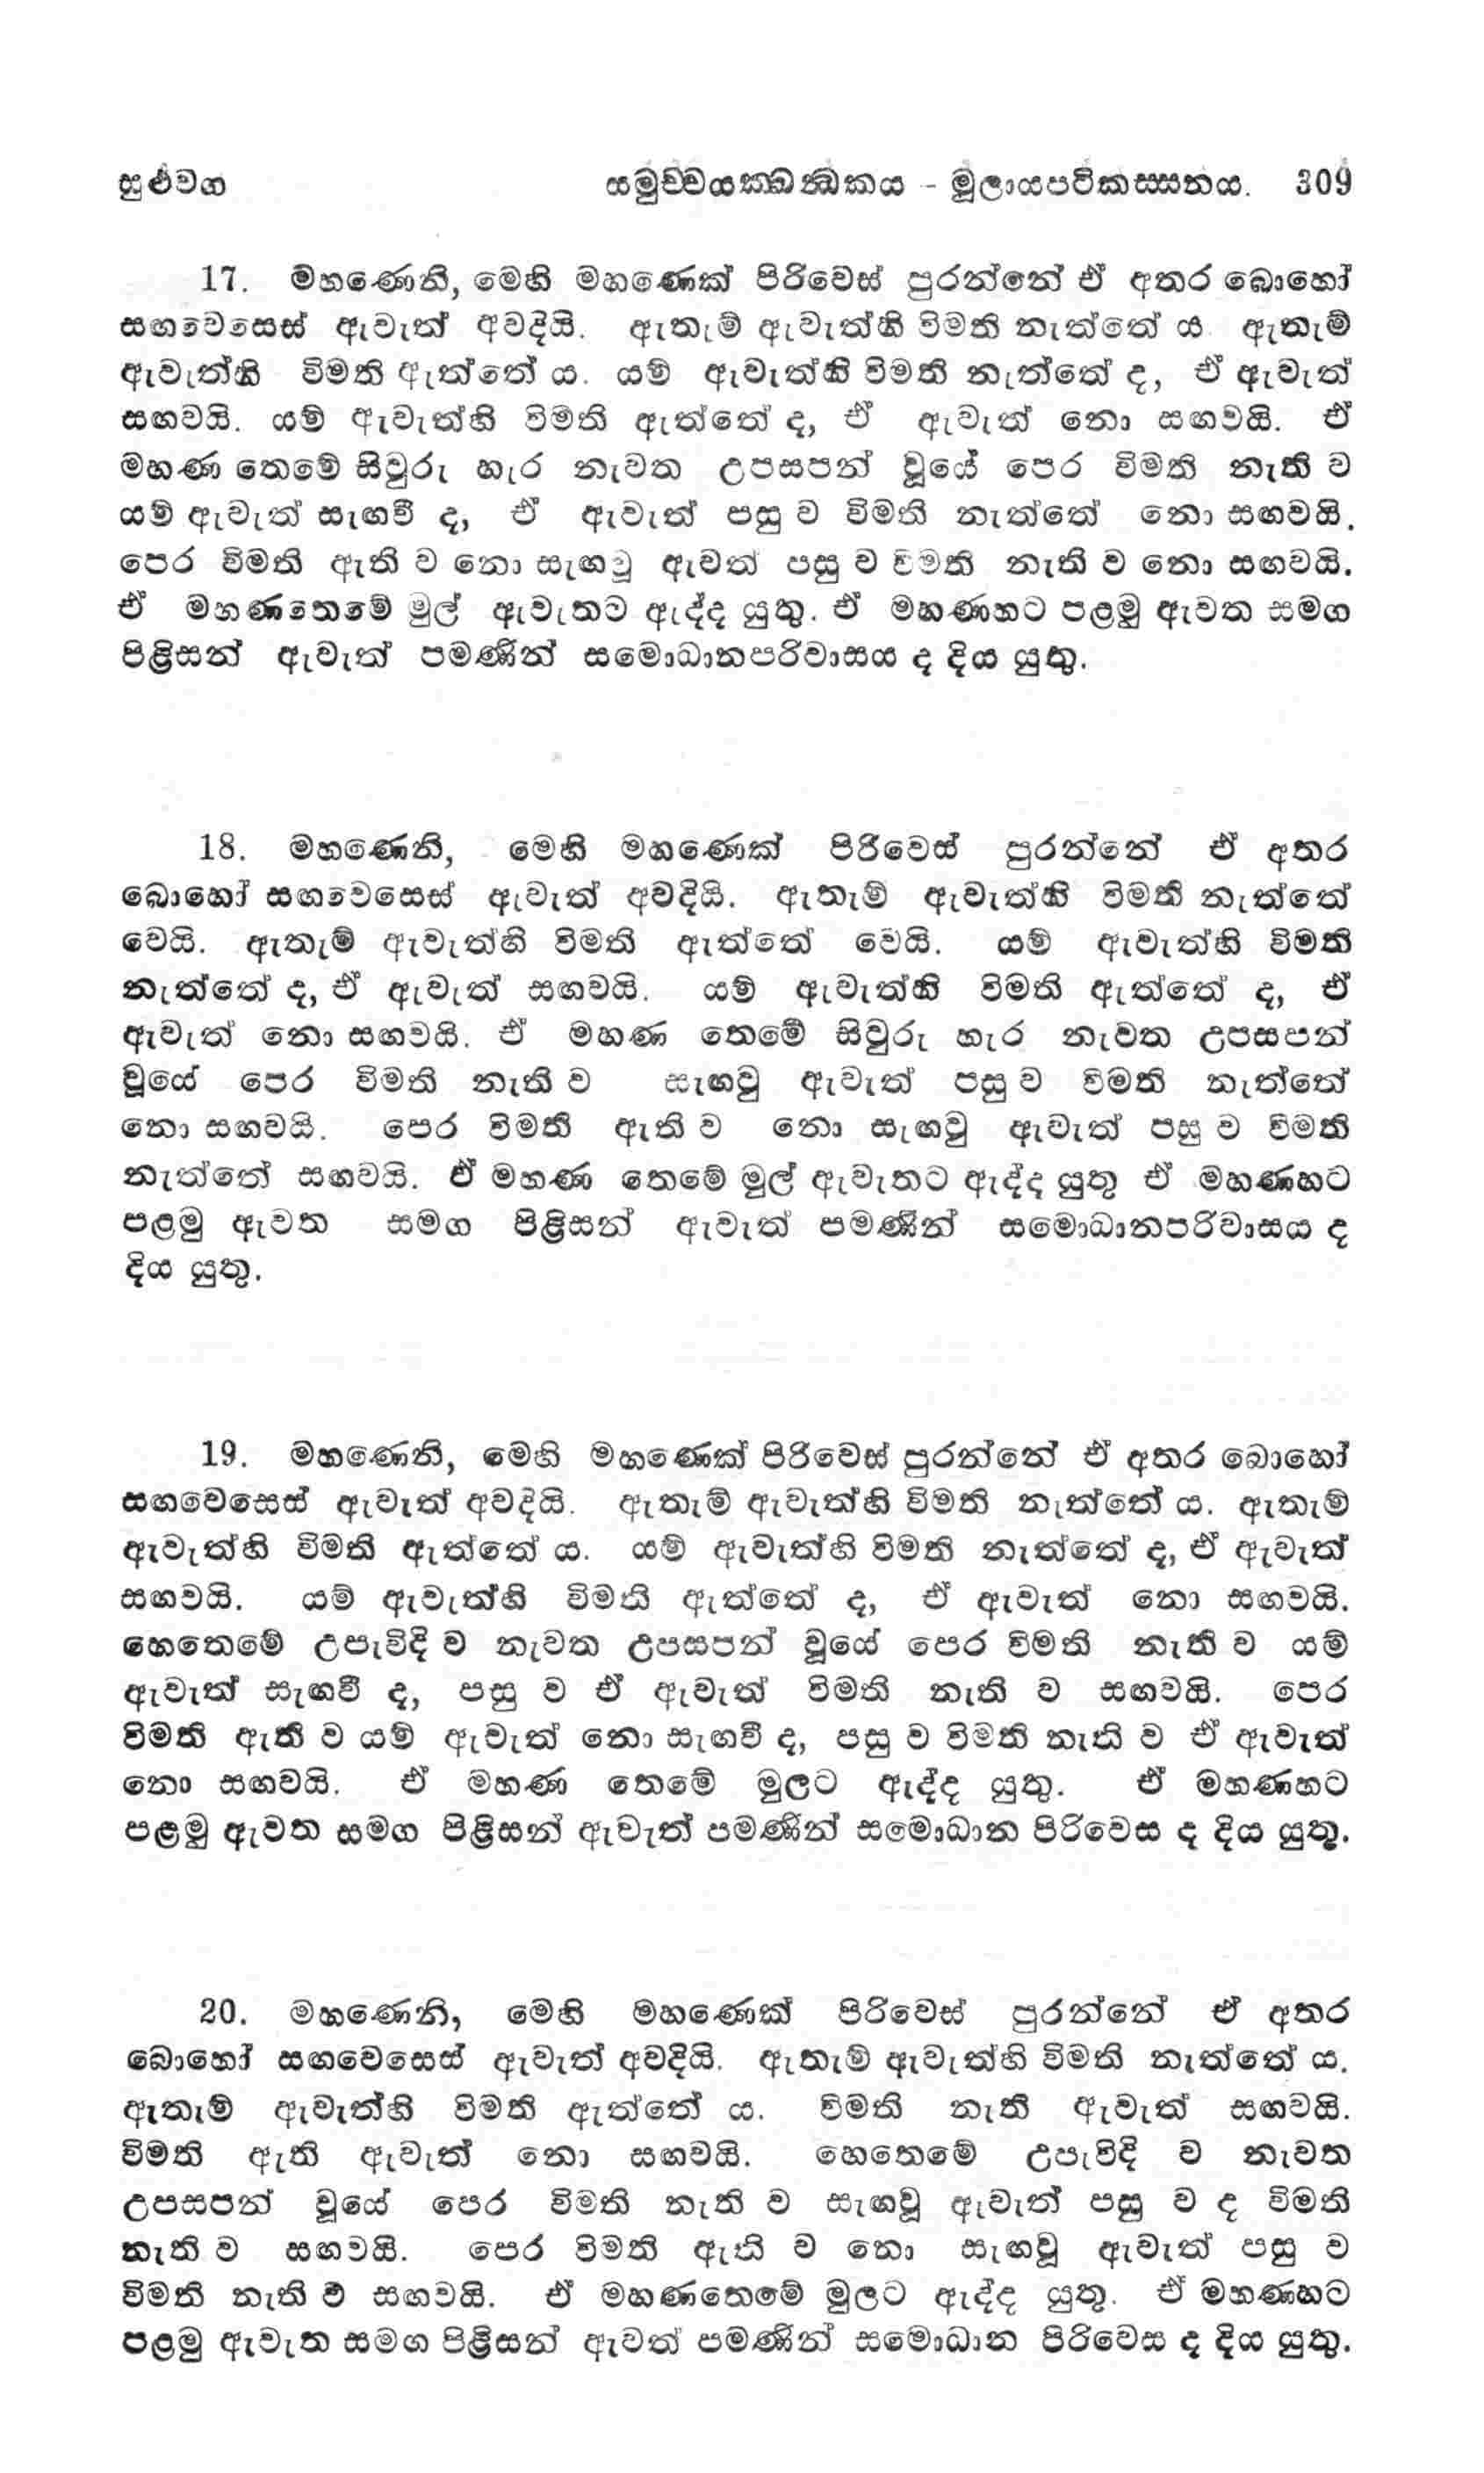 සුළුවග සමුච්චයක්ඛන්ධකය - මූලායපටිකස්සනය. 309
17. මහණෙනි, මෙහි මහණෙක් පිරිවෙස් පුරන්නේ ඒ අතර බොහෝ
සඟවෙසෙස් ඇවැත් අවදියි. ඇතැම් ඇවැත්හි විමති නැත්තේ ය. ඇතැම්
ඇවැත්හි විමති ඇත්තේ ය. යම් ඇවැත්හි විමති නැත්තේ ද, ඒ ඇවැත්
සඟවයි. යම් ඇවැත්හි විමති ඇත්තේ ද, ඒ ඇවැත් නො සඟවයි. ඒ
මහණ තෙමේ සිවුරු හැර නැවත උපසපන් වූයේ පෙර විමති නැති ව
යම් ඇවැත් සැඟවී ද, ඒ ඇවැත් පසු ව විමති නැත්තේ නො සඟවයි.
පෙර විමති ඇති ව නො සැඟවූ ඇවත් පසු ව විමති නැති ව නො සඟවයි.
ඒ මහණතෙමේ මුල් ඇවැතට ඇද්ද යුතු. ඒ මහණහට පළමු ඇවත සමග
පිළිසන් ඇවැත් පමණින් සමොධානපරිවාසය ද දිය යුතු.
18. මහණෙනි, මෙහි මහණෙක් පිරිවෙස් පුරන්නේ ඒ අතර
බොහෝ සඟවෙසෙස් ඇවැත් අවදියි. ඇතැම් ඇවැත්හි විමති නැත්තේ
වෙයි. ඇතැම් ඇවැත්හි විමති ඇත්තේ වෙයි. යම් ඇවැත්හි විමති
නැත්තේ ද, ඒ ඇවැත් සඟවයි. යම් ඇවැත්හි විමති ඇත්තේ ද, ඒ
ඇවැත් නො සඟවයි. ඒ මහණ තෙමේ සිවුරු හැර නැවත උපසපන්
වූයේ පෙර විමති නැති ව සැඟවු ඇවැත් පසු ව විමති නැත්තේ
නො සඟවයි. පෙර විමති ඇති ව නො සැඟවු ඇවැත් පසු ව විමති
නැත්තේ සඟවයි. ඒ මහණ තෙමේ මුල් ඇවැතට ඇද්ද යුතු ඒ මහණහට
පළමු ඇවත සමග පිළිසන් ඇවැත් පමණින් සමොධානපරිවාසය ද
දිය යුතු.
19. මහණෙනි, මෙහි මහණෙක් පිරිවෙස් පුරන්නේ ඒ අතර බොහෝ
සඟවෙසෙස් ඇවැත් අවදියි. ඇතැම් ඇවැත්හි විමති නැත්තේ ය. ඇතැම්
ඇවැත්හි විමති ඇත්තේ ය. යම් ඇවැත්හි විමති නැත්තේ ද, ඒ ඇවැත්
සඟවයි. යම් ඇවැත්හි විමති ඇත්තේ ද, ඒ ඇවැත් නො සඟවයි.
හෙතෙමේ උපැවිදි ව නැවත උපසපන් වූයේ පෙර විමති නැති ව යම්
ඇවැත් සැඟවී ද, පසු ව ඒ ඇවැත් විමති නැති ව සඟවයි. පෙර
විමති ඇති ව යම් ඇවැත් නො සැඟවී ද, පසු ව විමති නැති ව ඒ ඇවැත්
නො සඟවයි. ඒ මහණ තෙමේ මුලට ඇද්ද යුතු. ඒ මහණහට
පළමු ඇවත සමග පිළිසන් ඇවැත් පමණින් සමොධාන පිරිවෙස ද දිය යුතු.
20. මහණෙනි, මෙහි මහණෙක් පිරිවෙස් පුරන්නේ ඒ අතර
බොහෝ සඟවෙසෙස් ඇවැත් අවදියි. ඇතැම් ඇවැත්හි විමති නැත්තේ ය.
ඇතැම් ඇවැත්හි විමති ඇත්තේ ය. විමති නැති ඇවැත් සඟවයි.
විමති ඇති ඇවැත් නො සඟවයි. හෙතෙමේ උපැවිදි ව නැවත
උපසපන් වූයේ පෙර විමති නැති ව සැඟවූ ඇවැත් පසු ව ද විමති
නැති ව සඟවයි. පෙර විමති ඇති ව නො සැඟවූ ඇවැත් පසු ව
විමති නැති ව සඟවයි. ඒ මහණතෙමේ මුලට ඇද්ද යුතු. ඒ මහණහට
පළමු ඇවැත සමග පිළිසන් ඇවත් පමණින් සමොධාන පිරිවෙස ද දිය යුතු.